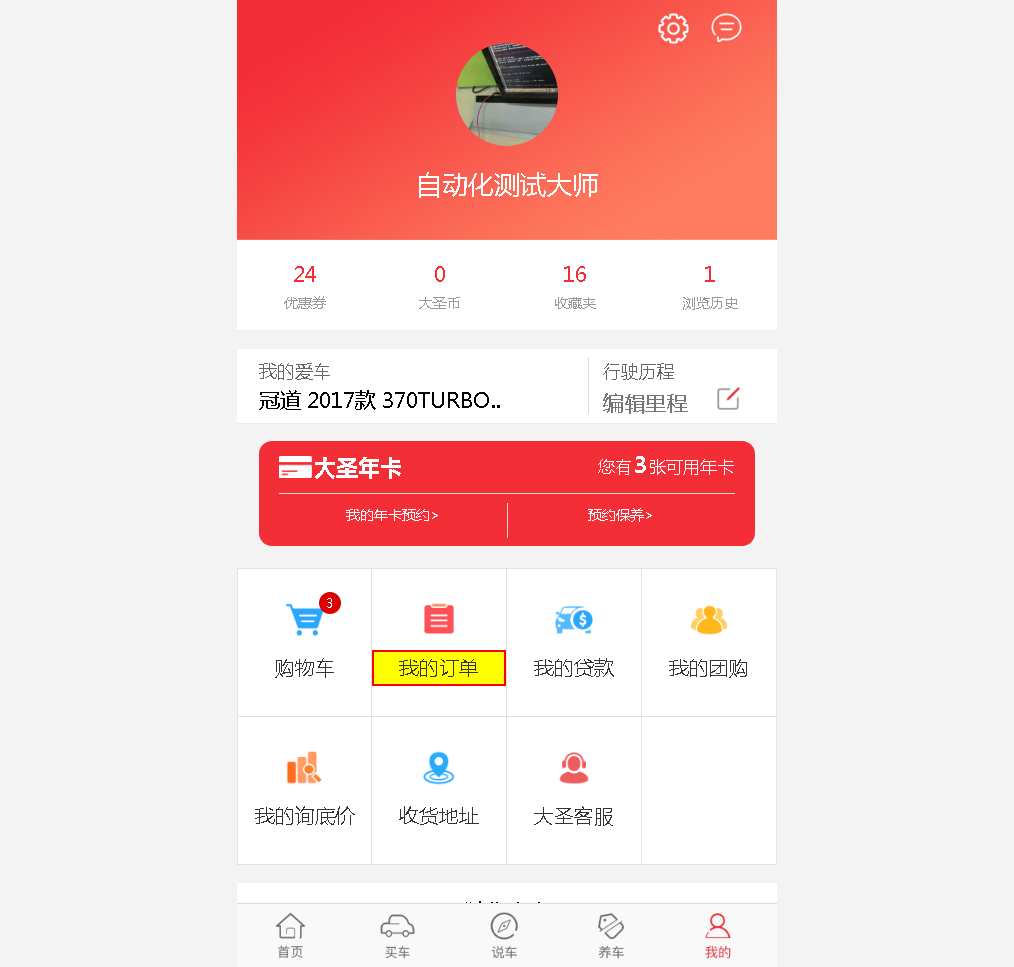 自动化测试大师
24 0 16 1
优惠券 大圣币 收藏夹 浏览历史
我的爱车 行驶历程
冠道 2017款 370TURBO.. 编辑里程
大圣年卡 您有3张可用年卡
我的年卡预约> 预约保养>
3
购物车 我的订单 我的贷款 我的团购
我的询底价 收货地址 大圣客服
首页 买车 说车 养车 我的